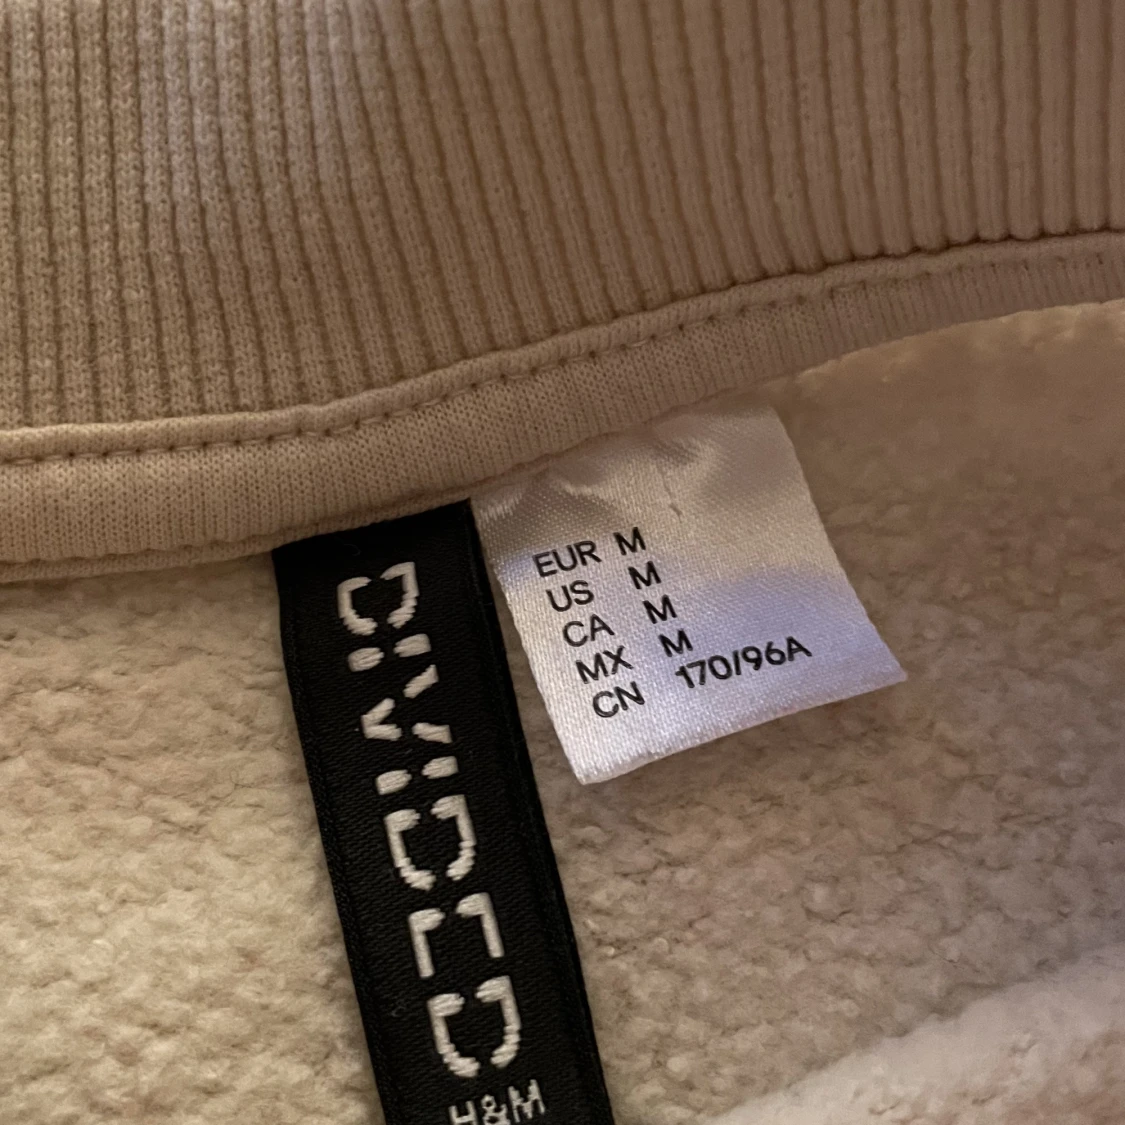 DIVIDED
H&M
EUR M
US M
CA M
MX M
CN 170/96A